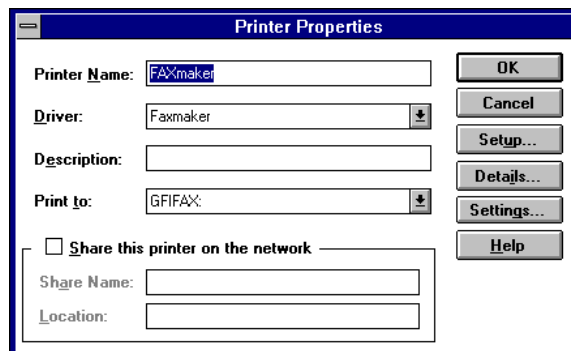 Printer Properties
Printer Name: FAXmaker
OK
Driver: Faxmaker
Cancel
Description:
Setup...
Print to: GFIFAX:
Details...
Settings...
Share this printer on the network
Help
Share Name:
Location: